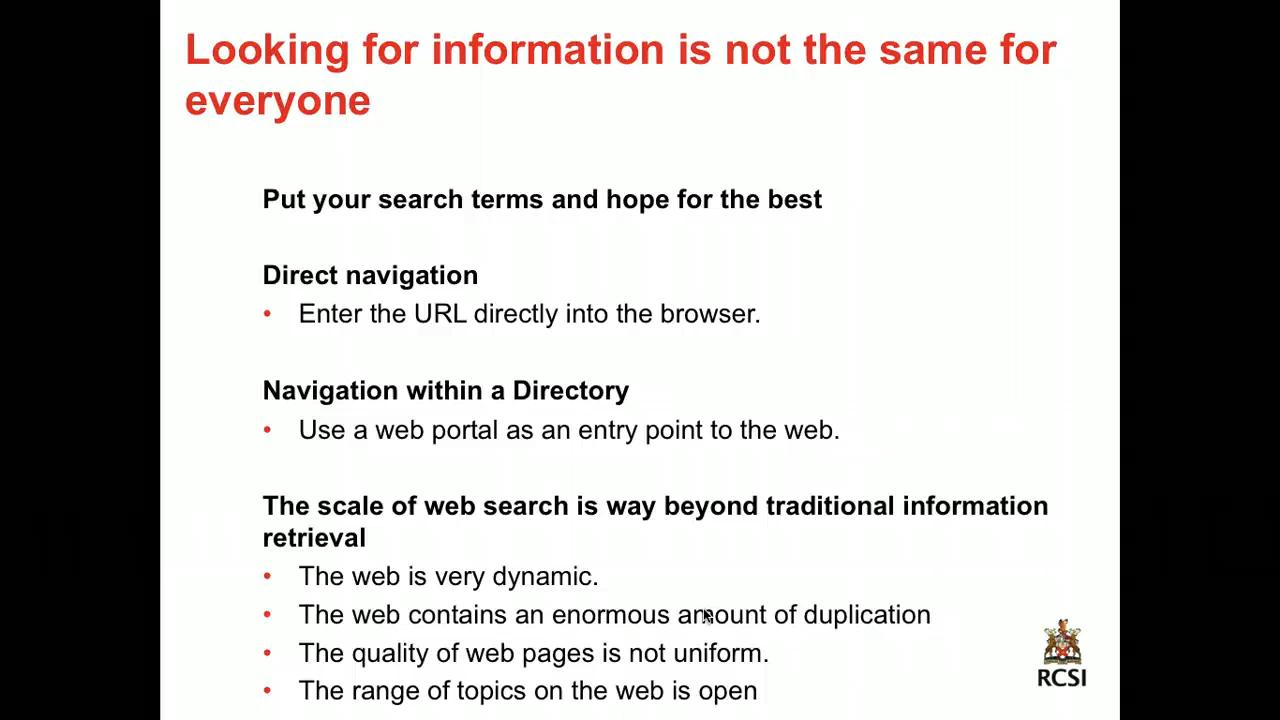 Looking for information is not the same for
everyone
Put your search terms and hope for the best
Direct navigation
• Enter the URL directly into the browser.
Navigation within a Directory
• Use a web portal as an entry point to the web.
The scale of web search is way beyond traditional information
retrieval
• The web is very dynamic.
• The web contains an enormous amount of duplication
• The quality of web pages is not uniform.
• The range of topics on the web is open
RCSI